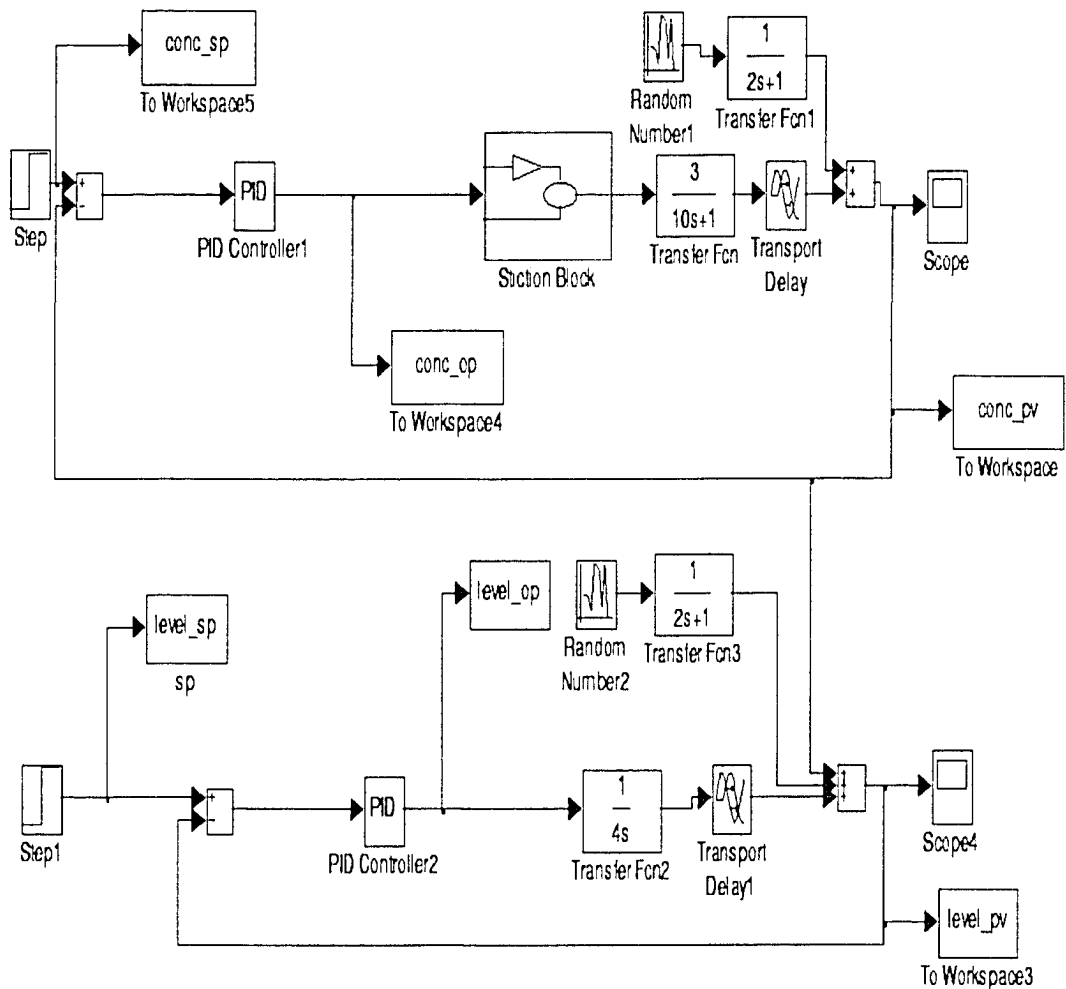 conc_sp
To Workspace5
Random
Number1
1
2s+1
Transfer Fcn1
Step
+
-
PID
PID Controller1
Stiction Block
3
10s+1
Transfer Fcn
Transport
Delay
+
+
Scope
conc_op
To Workspace4
conc_pv
To Workspace
level_sp
sp
level_op
Random
Number2
1
2s+1
Transfer Fcn3
Step1
+
-
PID
PID Controller2
1
4s
Transfer Fcn2
Transport
Delay1
+
+
+
Scope4
level_pv
To Workspace3